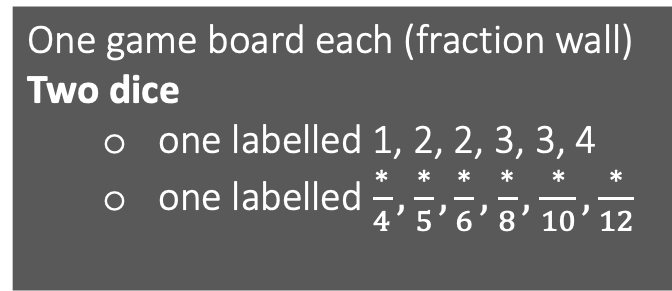 One game board each (fraction wall)
Two dice
○ one labelled 1, 2, 2, 3, 3, 4
○ one labelled */4, */5, */6, */8, */10, */12